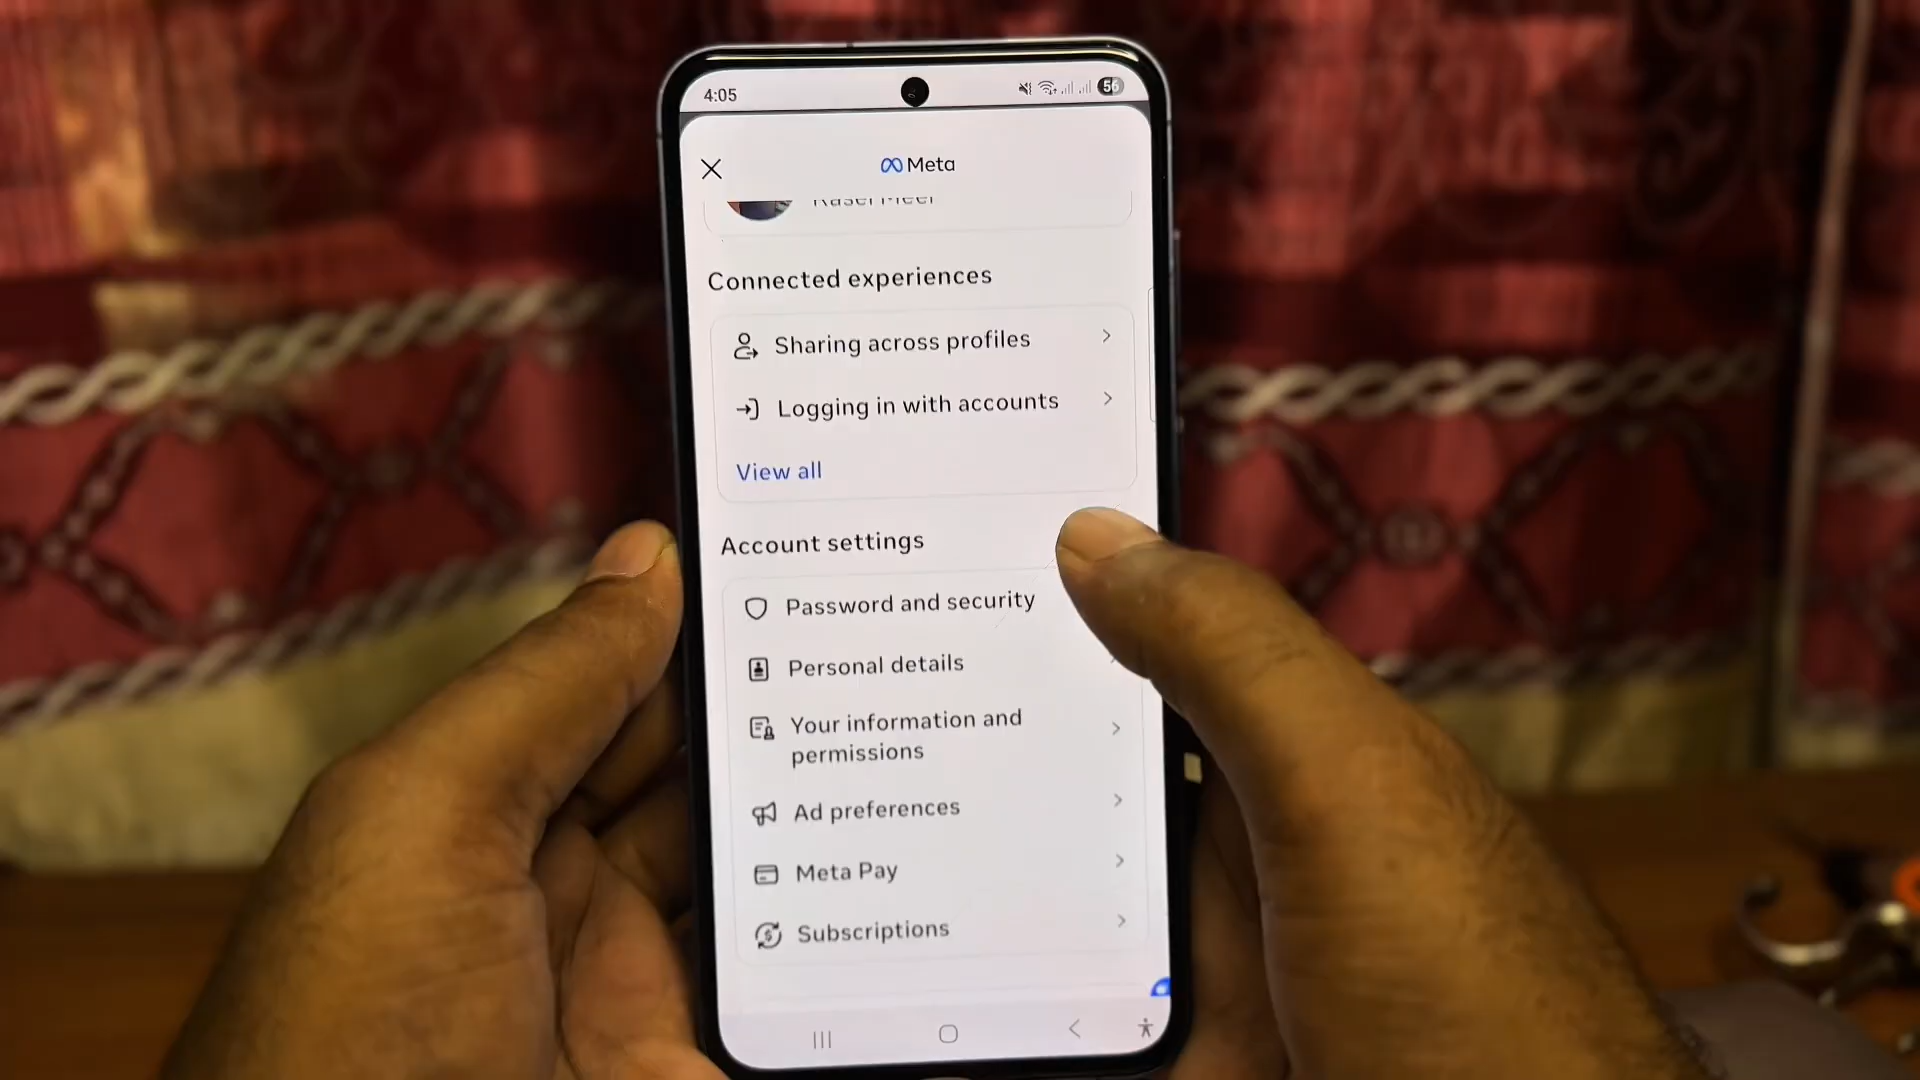 4:05
56
Meta
Connected experiences
Sharing across profiles
Logging in with accounts
View all
Account settings
Password and security
Personal details
Your information and
permissions
Ad preferences
Meta Pay
Subscriptions